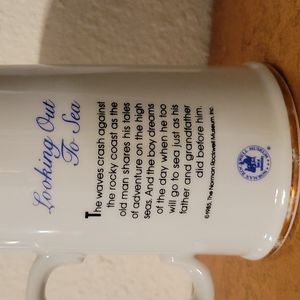 Looking Out
To Sea
The waves crash against
the rocky coast as the
old man shares his tales
of adventure on the high
seas. And the boy dreams
of the day when he too
will go to sea just as his
father and grandfather
did before him.
©1985, The Norman Rockwell Museum, Inc.